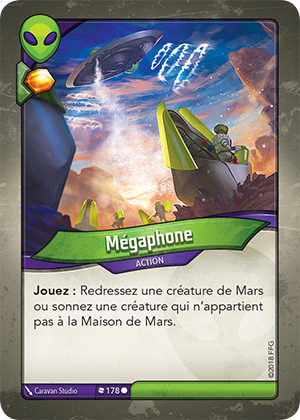 Mégaphone
ACTION
Jouez : Redressez une créature de Mars
ou sonnez une créature qui n’appartient
pas à la Maison de Mars.
©2018 FFG
Caravan Studio
178